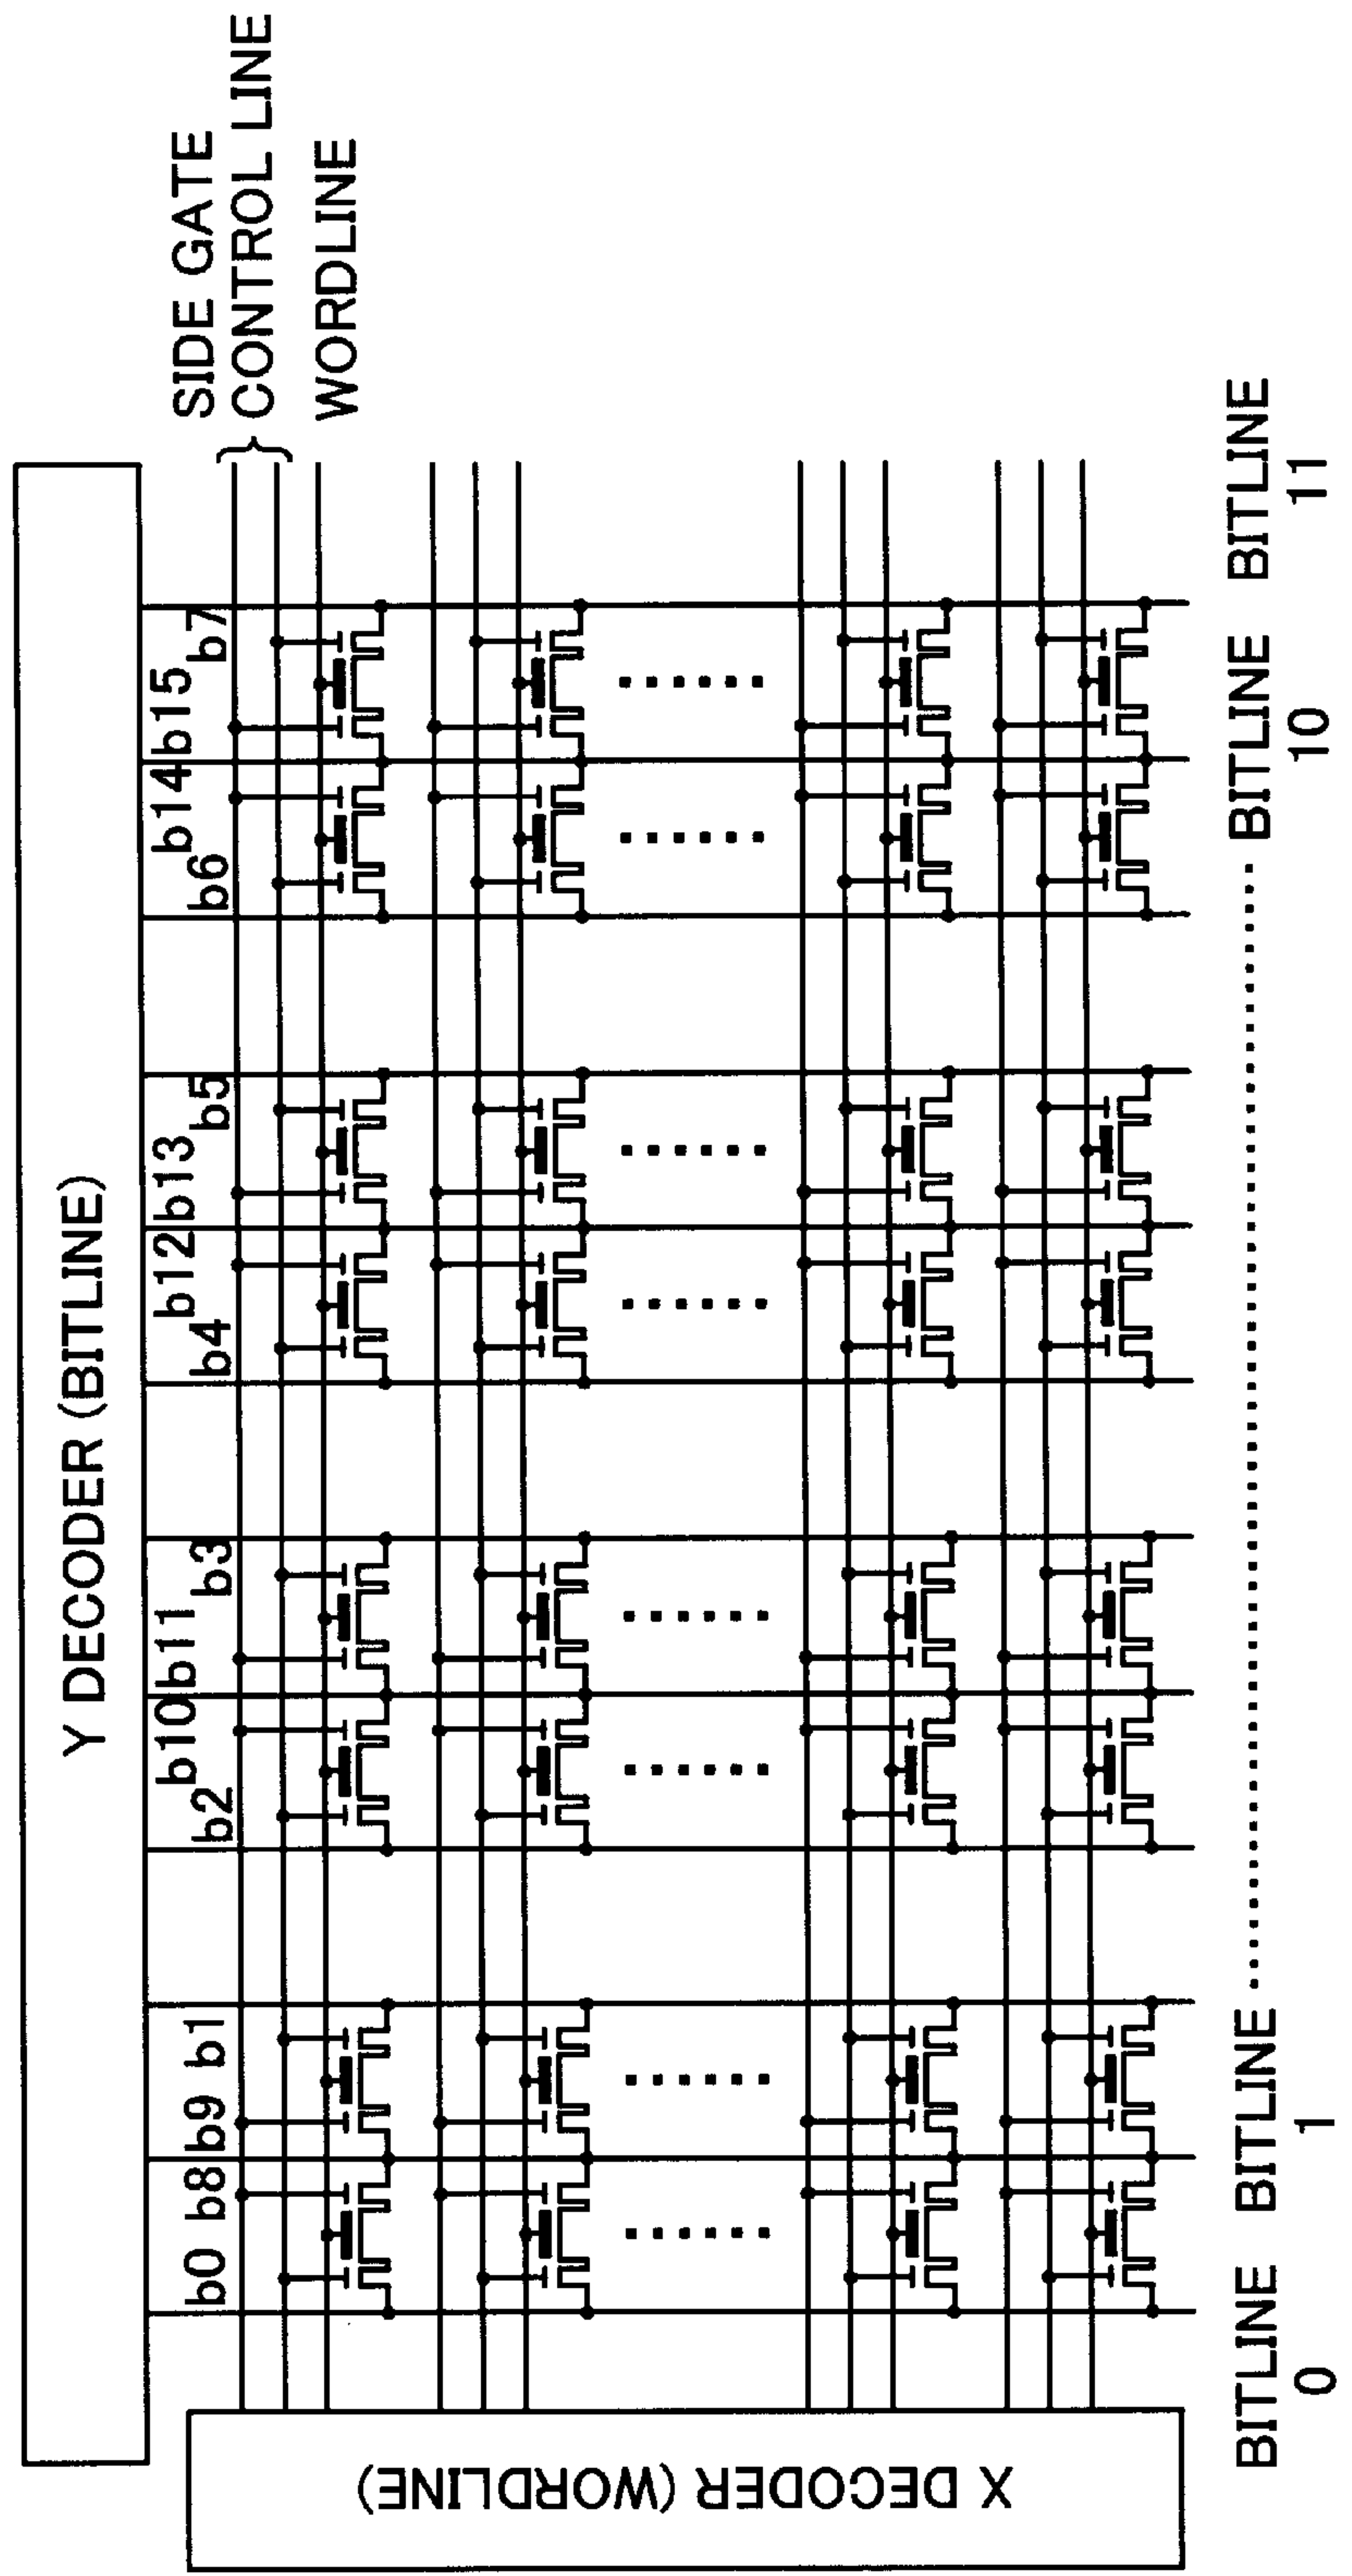 Y DECODER (BITLINE)
SIDE GATE
CONTROL LINE
WORDLINE
b0 b8 b9 b1
b2 b10 b11 b3
b4 b12 b13 b5
b6 b14 b15 b7
X DECODER (WORDLINE)
BITLINE BITLINE BITLINE BITLINE
0 1 10 11